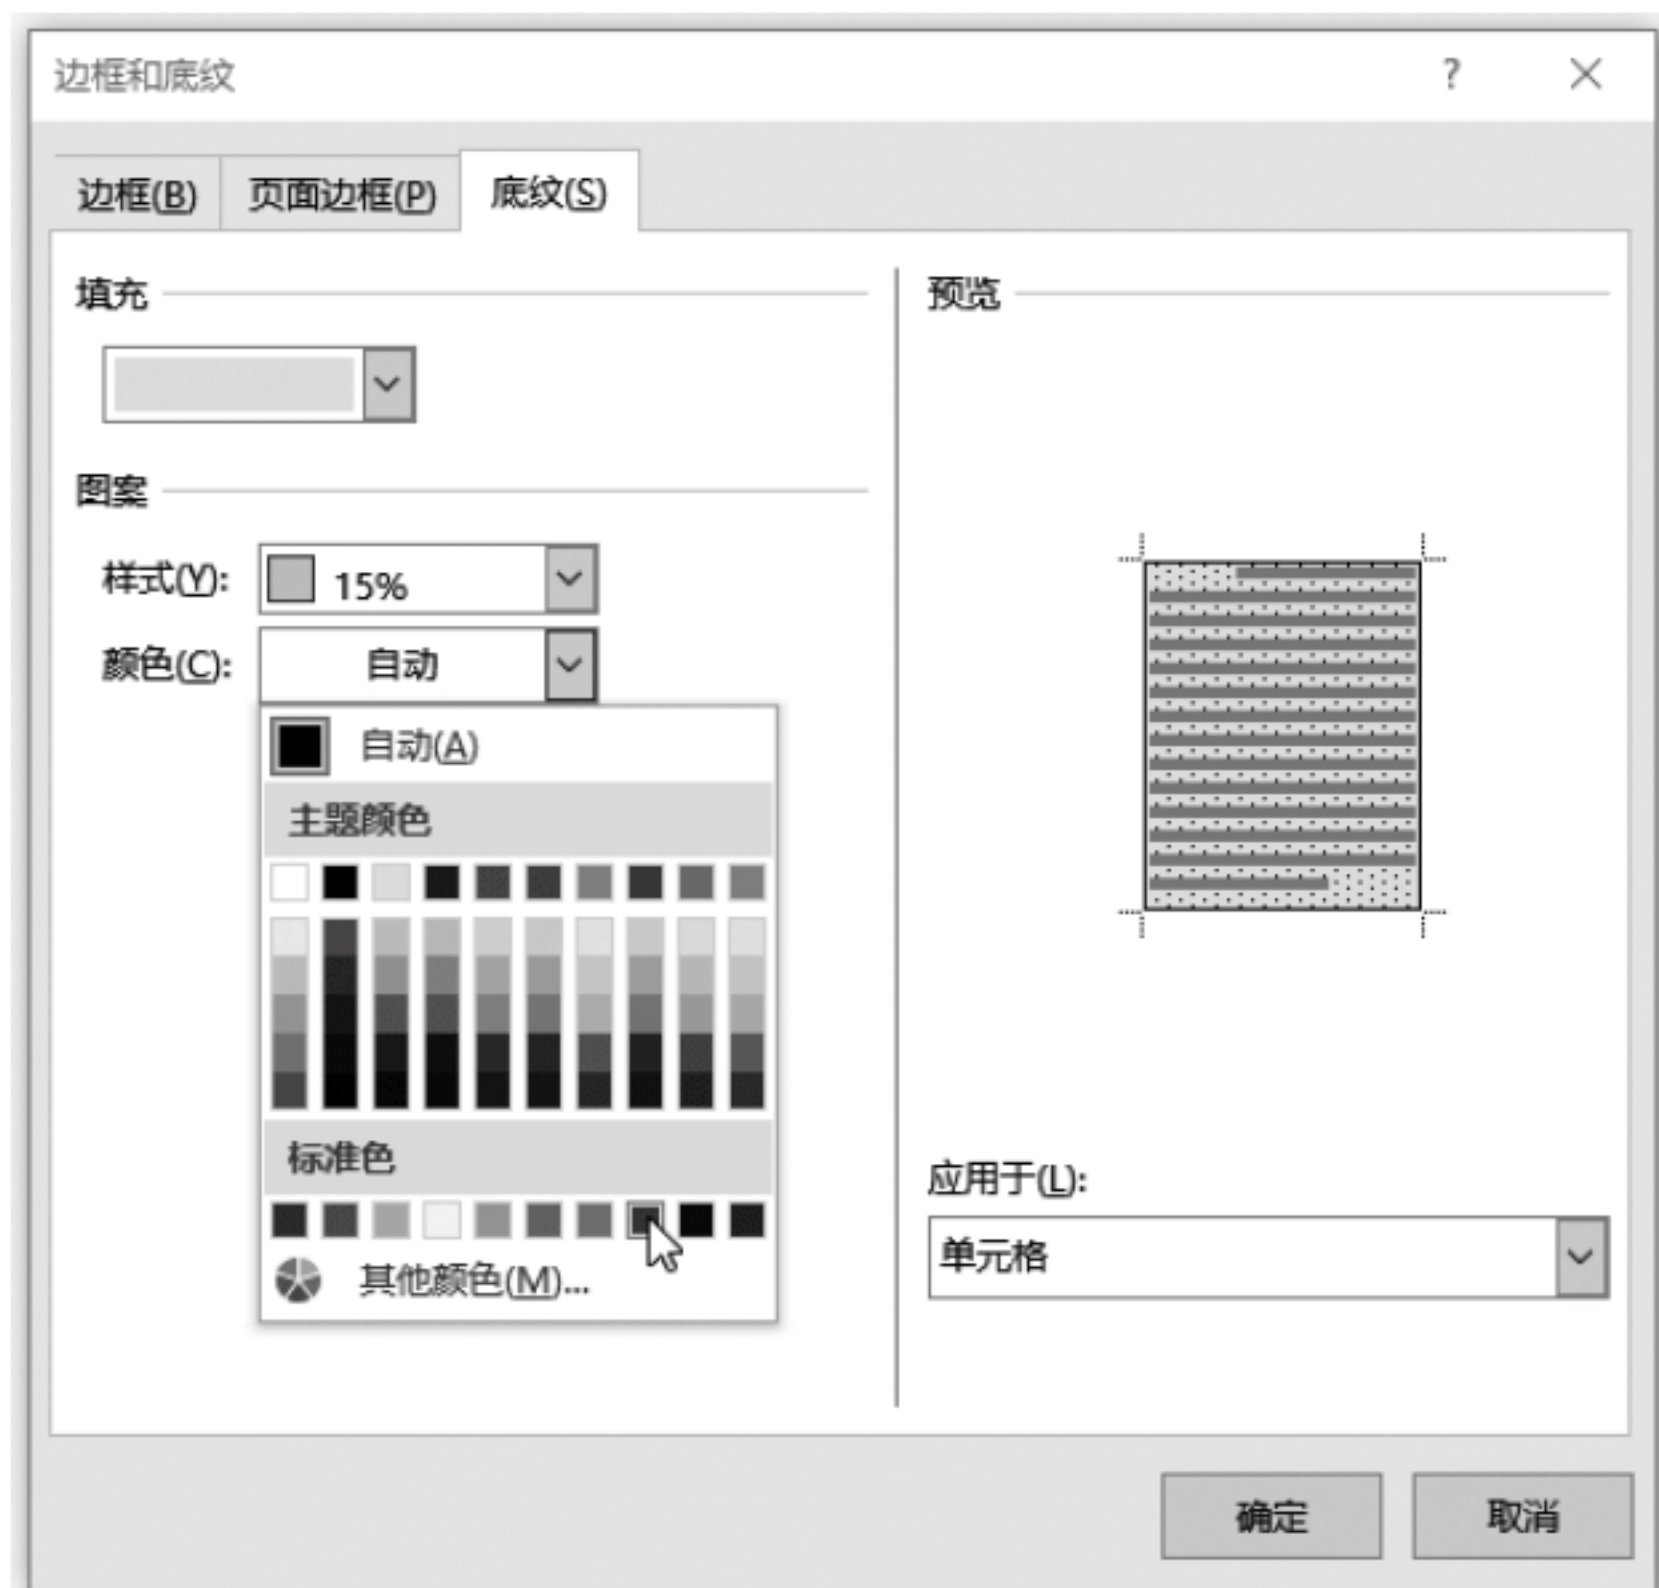 边框和底纹 ?
边框(B) 页面边框(P) 底纹(S)
填充
图案
样式(Y): 15%
颜色(C): 自动
自动(A)
主题颜色
标准色
其他颜色(M)...
预览
应用于(L):
单元格
确定 取消